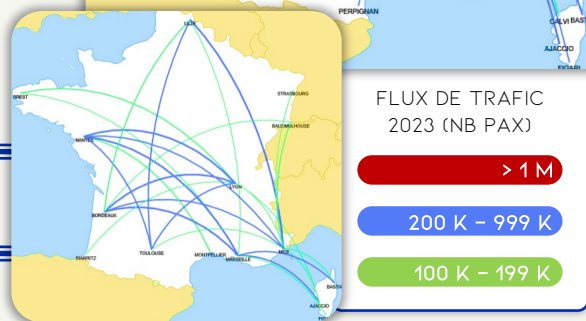 PERPIGNAN
CALVI
AJACCIO
FIGARI
LILLE
BREST
STRASBOURG
BALE/MULHOUSE
NANTES
LYON
BORDEAUX
BIARRITZ
TOULOUSE
MONTPELLIER
MARSEILLE
NICE
AJACCIO
FLUX DE TRAFIC
2023 (NB PAX)
> 1 M
200 K – 999 K
100 K – 199 K